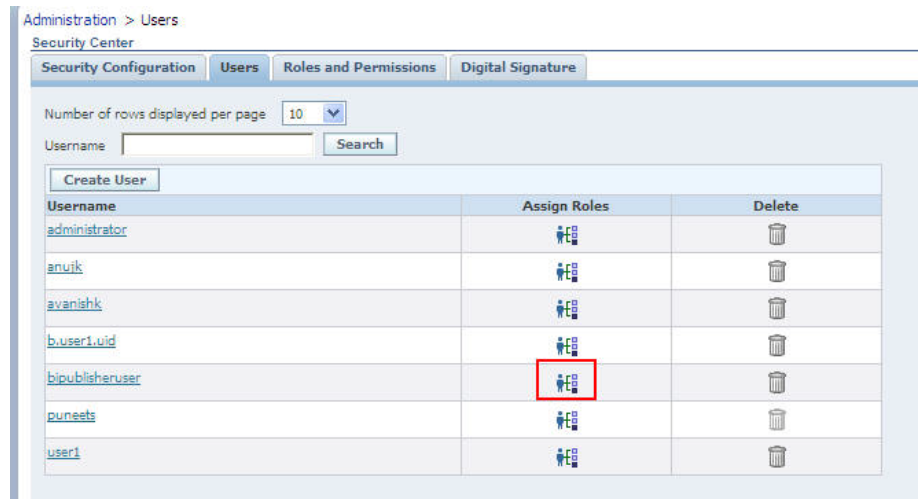 Administration > Users
Security Center
Security Configuration Users Roles and Permissions Digital Signature
Number of rows displayed per page 10
Username Search
Create User
Username Assign Roles Delete
administrator
anujk
avanishk
b.user1.uid
bipublisheruser
puneets
user1